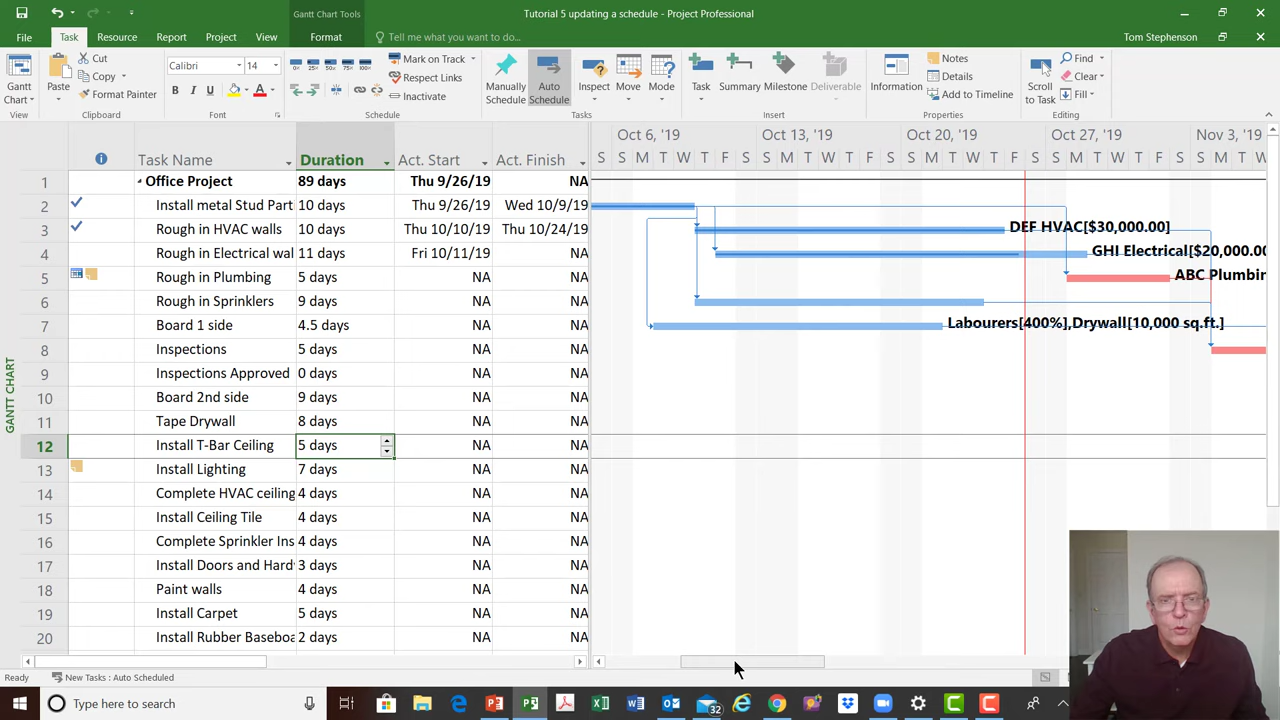 Gantt Chart Tools
Tutorial 5 updating a schedule - Project Professional
File Task Resource Report Project View Format Tell me what you want to do... Tom Stephenson
Gantt Chart View
Paste Cut Copy Format Painter Clipboard
Calibri 14 B I U A Font
0% 25% 50% 75% 100% Mark on Track Respect Links Inactivate Schedule
Manually Schedule Auto Schedule Inspect Move Mode Tasks
Task Summary Milestone Deliverable Insert
Information Notes Details Add to Timeline Properties
Scroll to Task Find Clear Fill Editing
Oct 6, '19 Oct 13, '19 Oct 20, '19 Oct 27, '19 Nov 3, '19
Task Name Duration Act. Start Act. Finish S S M T W T F S S M T W T F S S M T W T F S S M T W T F S S M T W
1 Office Project 89 days Thu 9/26/19 NA
2 Install metal Stud Part 10 days Thu 9/26/19 Wed 10/9/19
3 Rough in HVAC walls 10 days Thu 10/10/19 Thu 10/24/19 DEF HVAC[$30,000.00]
4 Rough in Electrical wal 11 days Fri 10/11/19 NA GHI Electrical[$20,000.00
5 Rough in Plumbing 5 days NA NA ABC Plumbin
6 Rough in Sprinklers 9 days NA NA
7 Board 1 side 4.5 days NA NA Labourers[400%],Drywall[10,000 sq.ft.]
8 Inspections 5 days NA NA
9 Inspections Approved 0 days NA NA
10 Board 2nd side 9 days NA NA
11 Tape Drywall 8 days NA NA
12 Install T-Bar Ceiling 5 days NA NA
13 Install Lighting 7 days NA NA
14 Complete HVAC ceiling 4 days NA NA
15 Install Ceiling Tile 4 days NA NA
16 Complete Sprinkler Ins 4 days NA NA
17 Install Doors and Hard 3 days NA NA
18 Paint walls 4 days NA NA
19 Install Carpet 5 days NA NA
20 Install Rubber Baseboa 2 days NA NA
GANTT CHART
Ready New Tasks : Auto Scheduled
Type here to search
32